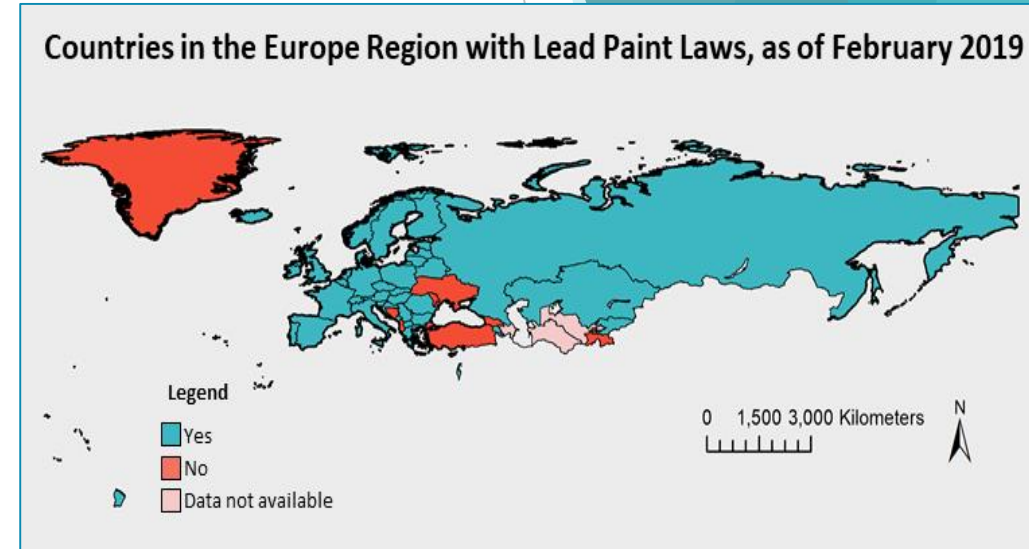 Countries in the Europe Region with Lead Paint Laws, as of February 2019
Legend
Yes
No
Data not available
0 1,500 3,000 Kilometers
N